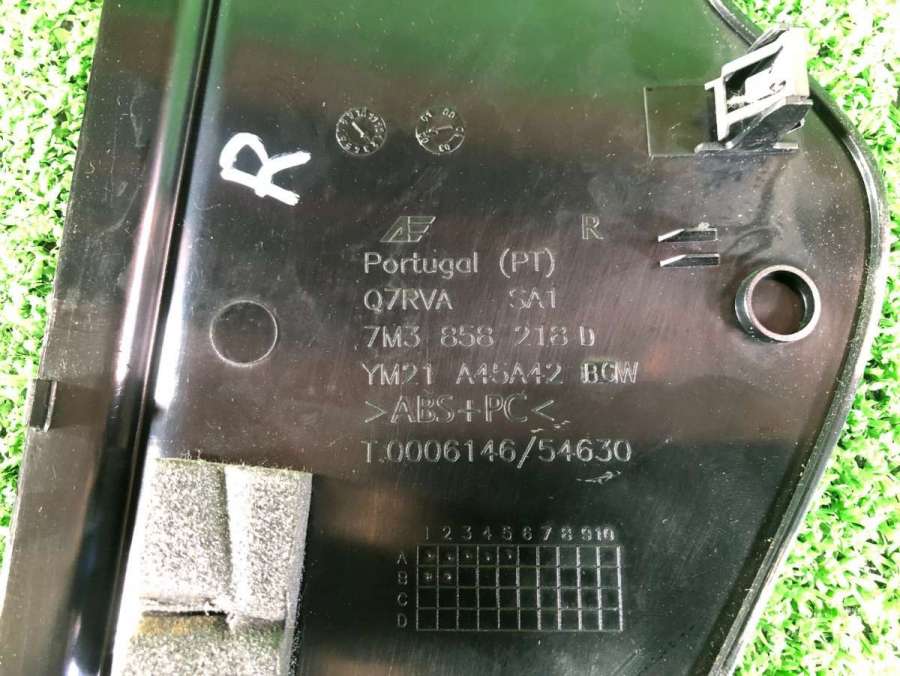 R
AE R
Portugal (PT)
Q7RVA SA1
7M3 858 218 D
YM21 A45A42
>ABS+PC<
T.0006146/54630
1 2 3 4 5 6 7 8 9 10
A
B
C
D